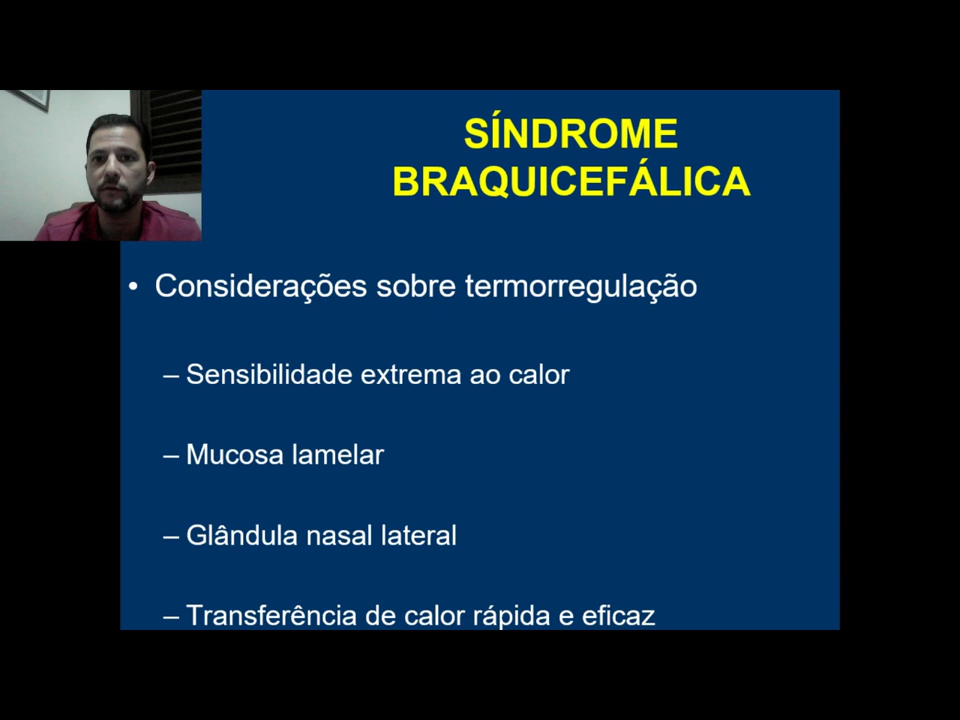 SÍNDROME
BRAQUICEFÁLICA
• Considerações sobre termorregulação
– Sensibilidade extrema ao calor
– Mucosa lamelar
– Glândula nasal lateral
– Transferência de calor rápida e eficaz